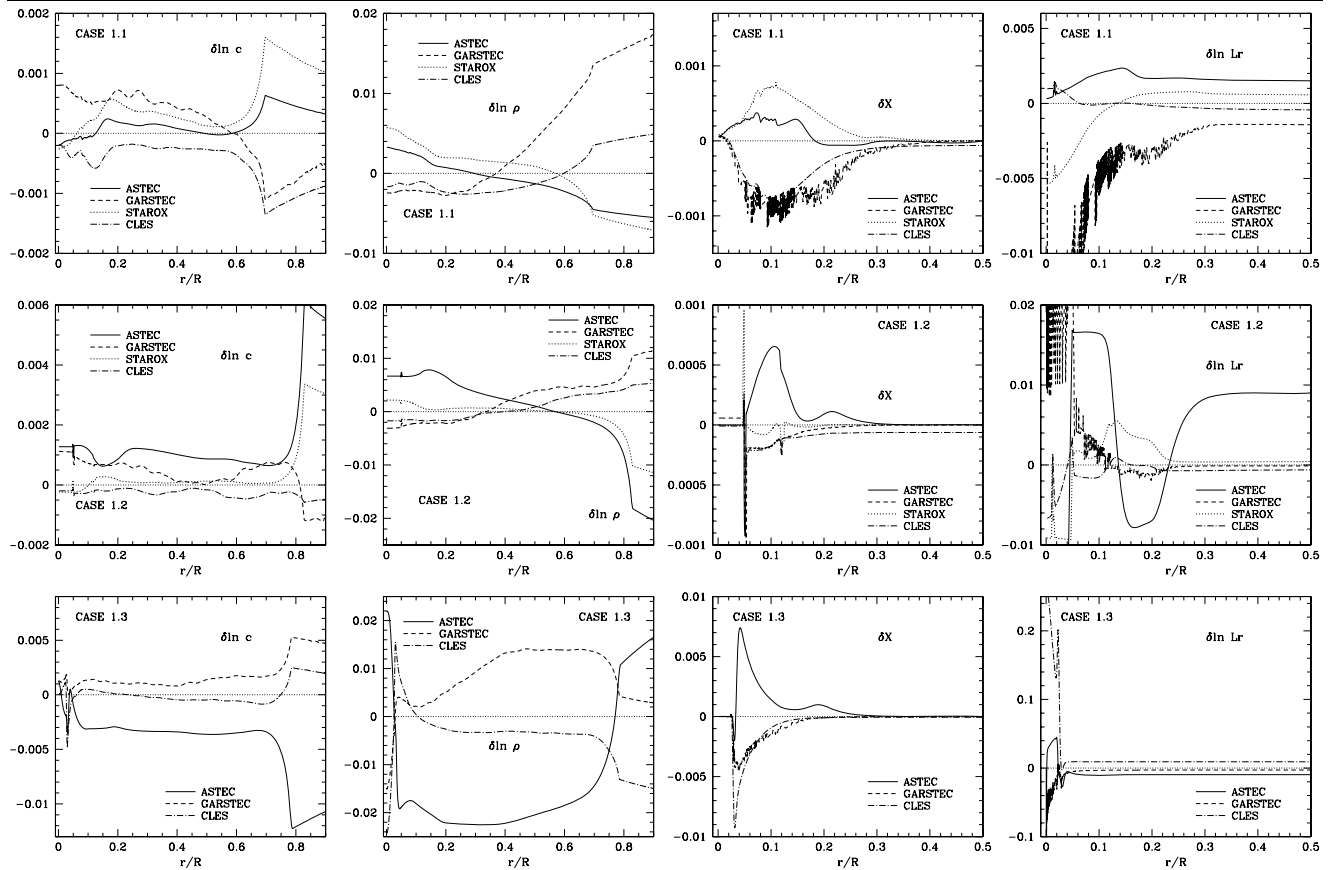 CASE 1.1
δln c
ASTEC
GARSTEC
STAROX
CLES
0.002
0.001
0
−0.001
−0.002
0 0.2 0.4 0.6 0.8
r/R
ASTEC
GARSTEC
STAROX
CLES
δln ρ
CASE 1.1
0.02
0.01
0
−0.01
0 0.2 0.4 0.6 0.8
r/R
CASE 1.1
δX
ASTEC
GARSTEC
STAROX
CLES
0.001
0
−0.001
0 0.1 0.2 0.3 0.4 0.5
r/R
CASE 1.1
δln Lr
ASTEC
GARSTEC
STAROX
CLES
0.005
0
−0.005
−0.01
0 0.1 0.2 0.3 0.4 0.5
r/R
ASTEC
GARSTEC
STAROX
CLES
δln c
CASE 1.2
0.006
0.004
0.002
0
−0.002
0 0.2 0.4 0.6 0.8
r/R
ASTEC
GARSTEC
STAROX
CLES
CASE 1.2
δln ρ
0.02
0.01
0
−0.01
−0.02
0 0.2 0.4 0.6 0.8
r/R
CASE 1.2
δX
ASTEC
GARSTEC
STAROX
CLES
0.001
0.0005
0
0.0005
−0.001
0 0.1 0.2 0.3 0.4 0.5
r/R
CASE 1.2
δln Lr
ASTEC
GARSTEC
STAROX
CLES
0.02
0.01
0
−0.01
0 0.1 0.2 0.3 0.4 0.5
r/R
CASE 1.3
δln c
ASTEC
GARSTEC
CLES
0.005
0
−0.005
−0.01
0 0.2 0.4 0.6 0.8
r/R
CASE 1.3
ASTEC
GARSTEC
CLES
δln ρ
0.02
0.01
0
−0.01
−0.02
0 0.2 0.4 0.6 0.8
r/R
CASE 1.3
δX
ASTEC
GARSTEC
CLES
0.01
0.005
0
−0.005
−0.01
0 0.1 0.2 0.3 0.4 0.5
r/R
CASE 1.3
δln Lr
ASTEC
GARSTEC
CLES
0.2
0.1
0
−0.1
0 0.1 0.2 0.3 0.4 0.5
r/R